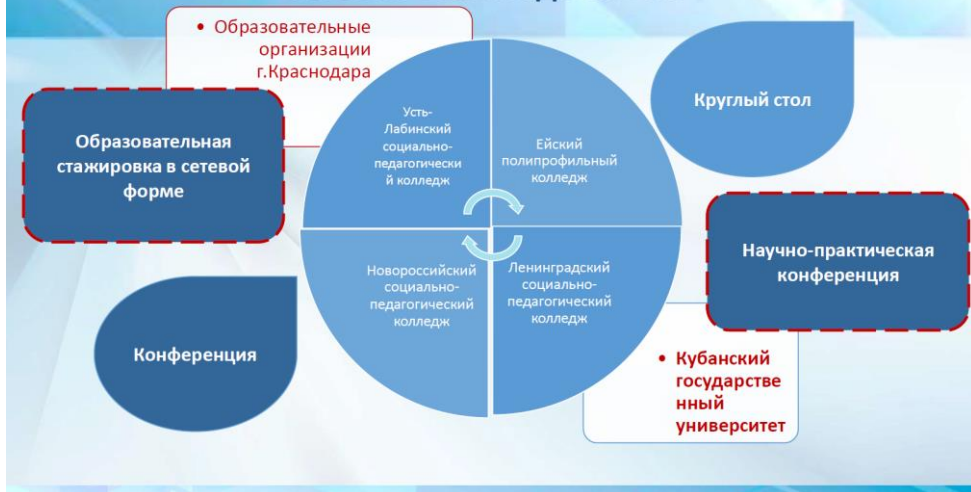 • Образовательные
организации
г.Краснодара
Образовательная
стажировка в сетевой
форме
Усть-
Лабинский
социально-
педагогически
й колледж
Ейский
полипрофильный
колледж
Круглый стол
Научно-практическая
конференция
Новороссийский
социально-
педагогический
колледж
Ленинградский
социально-
педагогический
колледж
Конференция
• Кубанский
государстве
нный
университет